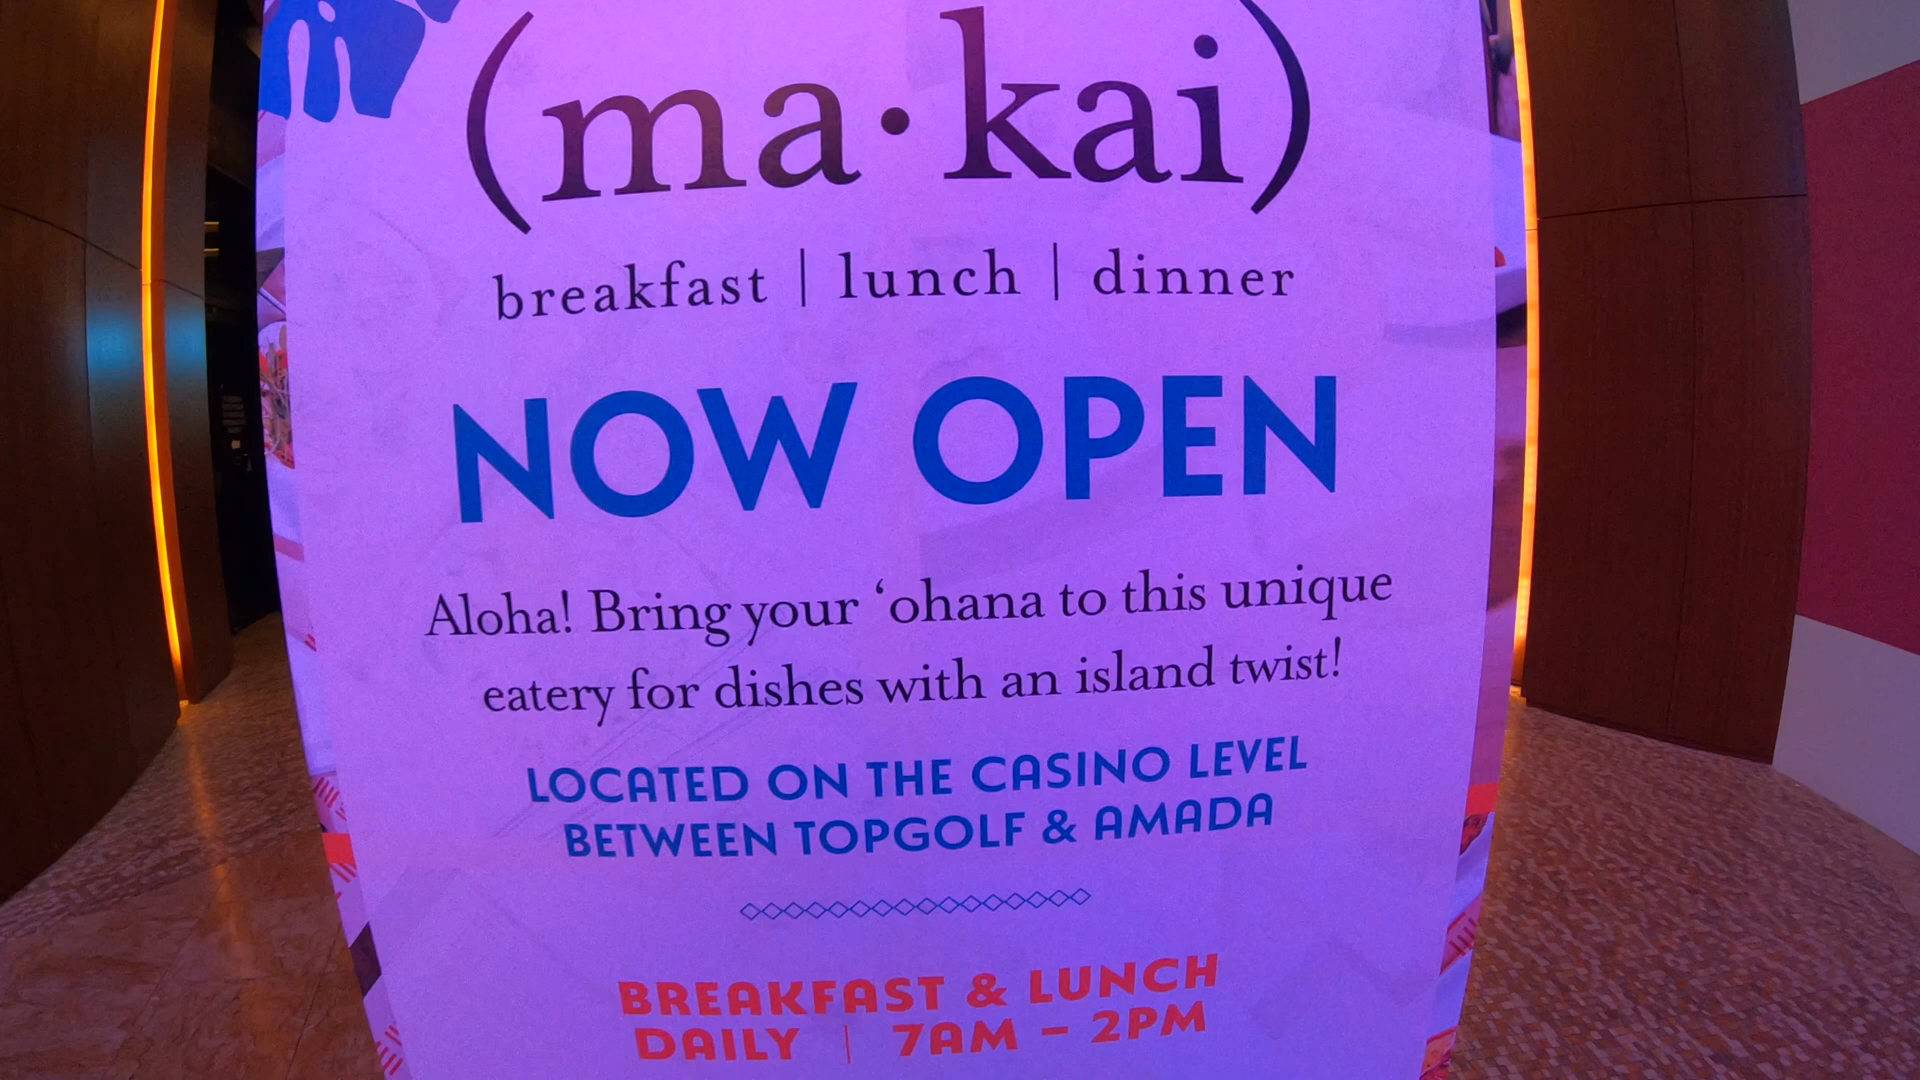 (ma·kai)
breakfast | lunch | dinner
NOW OPEN
Aloha! Bring your ‘ohana to this unique
eatery for dishes with an island twist!
LOCATED ON THE CASINO LEVEL
BETWEEN TOPGOLF & AMADA
BREAKFAST & LUNCH
DAILY | 7AM – 2PM